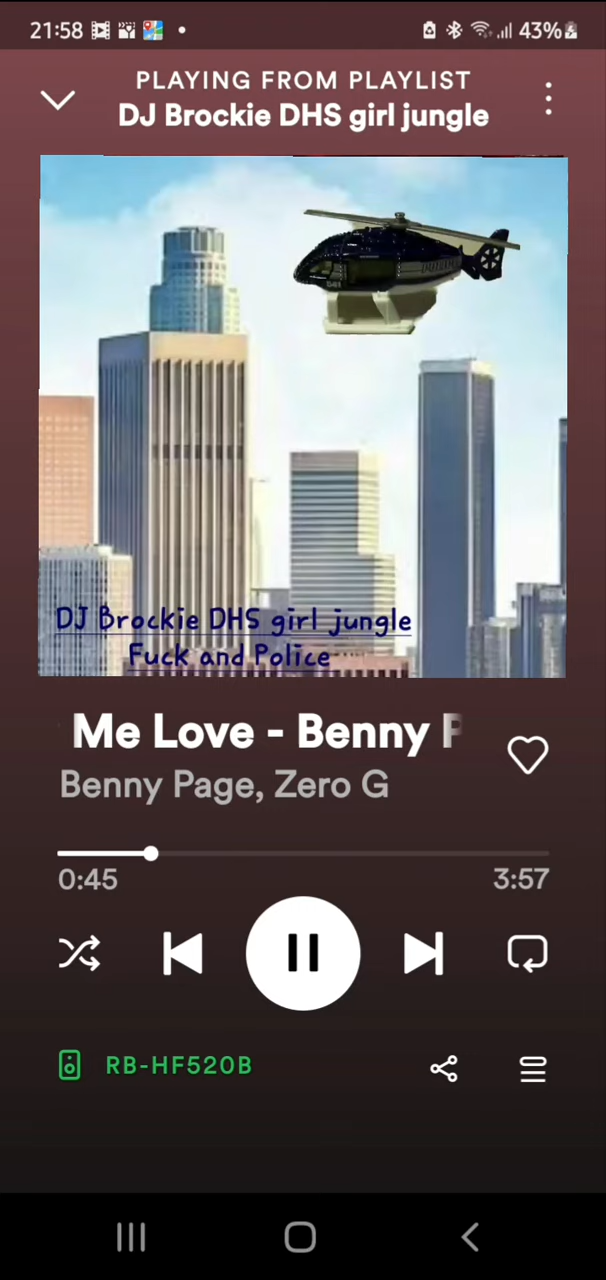 21:58 43%
PLAYING FROM PLAYLIST
DJ Brockie DHS girl jungle
DJ Brockie DHS girl jungle
Fuck and Police
Me Love - Benny P
Benny Page, Zero G
0:45 3:57
RB-HF520B